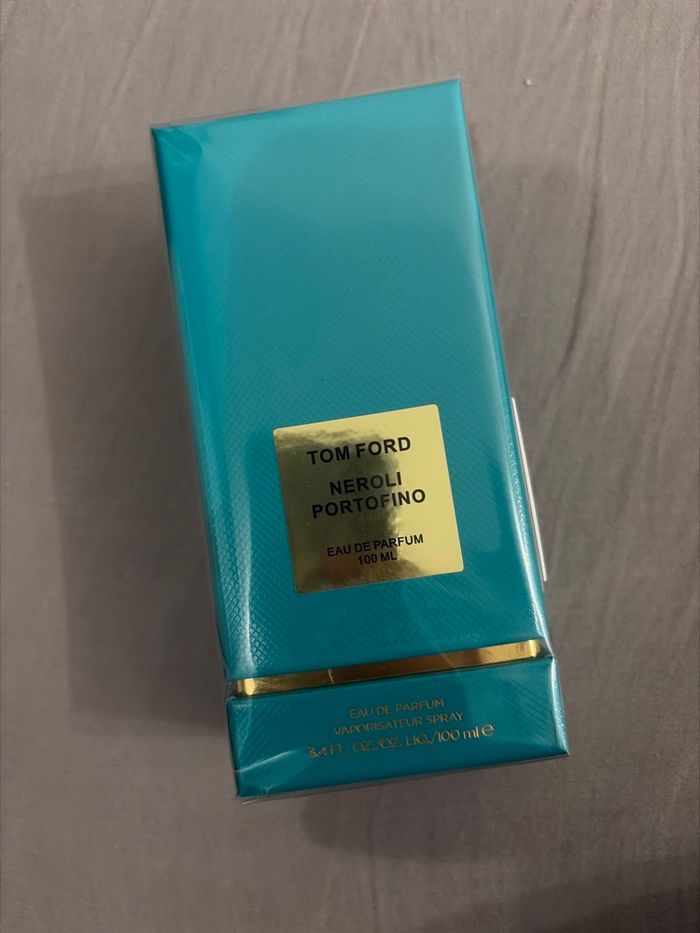 TOM FORD
NEROLI
PORTOFINO
EAU DE PARFUM
100 ML
EAU DE PARFUM
VAPORISATEUR SPRAY
3.4 FL. OZ./OZ. LIQ./100 ml e